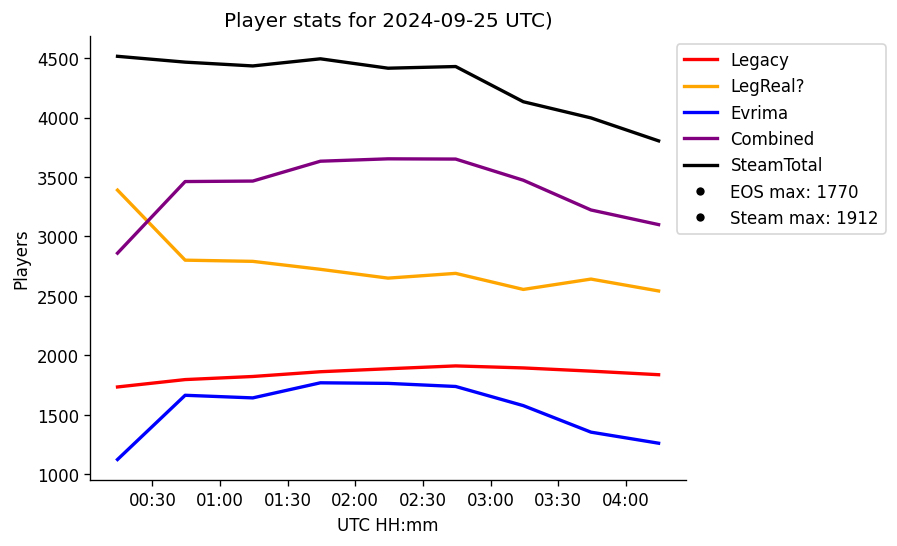 Player stats for 2024-09-25 UTC)
Legacy
LegReal?
Evrima
Combined
SteamTotal
EOS max: 1770
Steam max: 1912
Players
4500
4000
3500
3000
2500
2000
1500
1000
00:30 01:00 01:30 02:00 02:30 03:00 03:30 04:00
UTC HH:mm